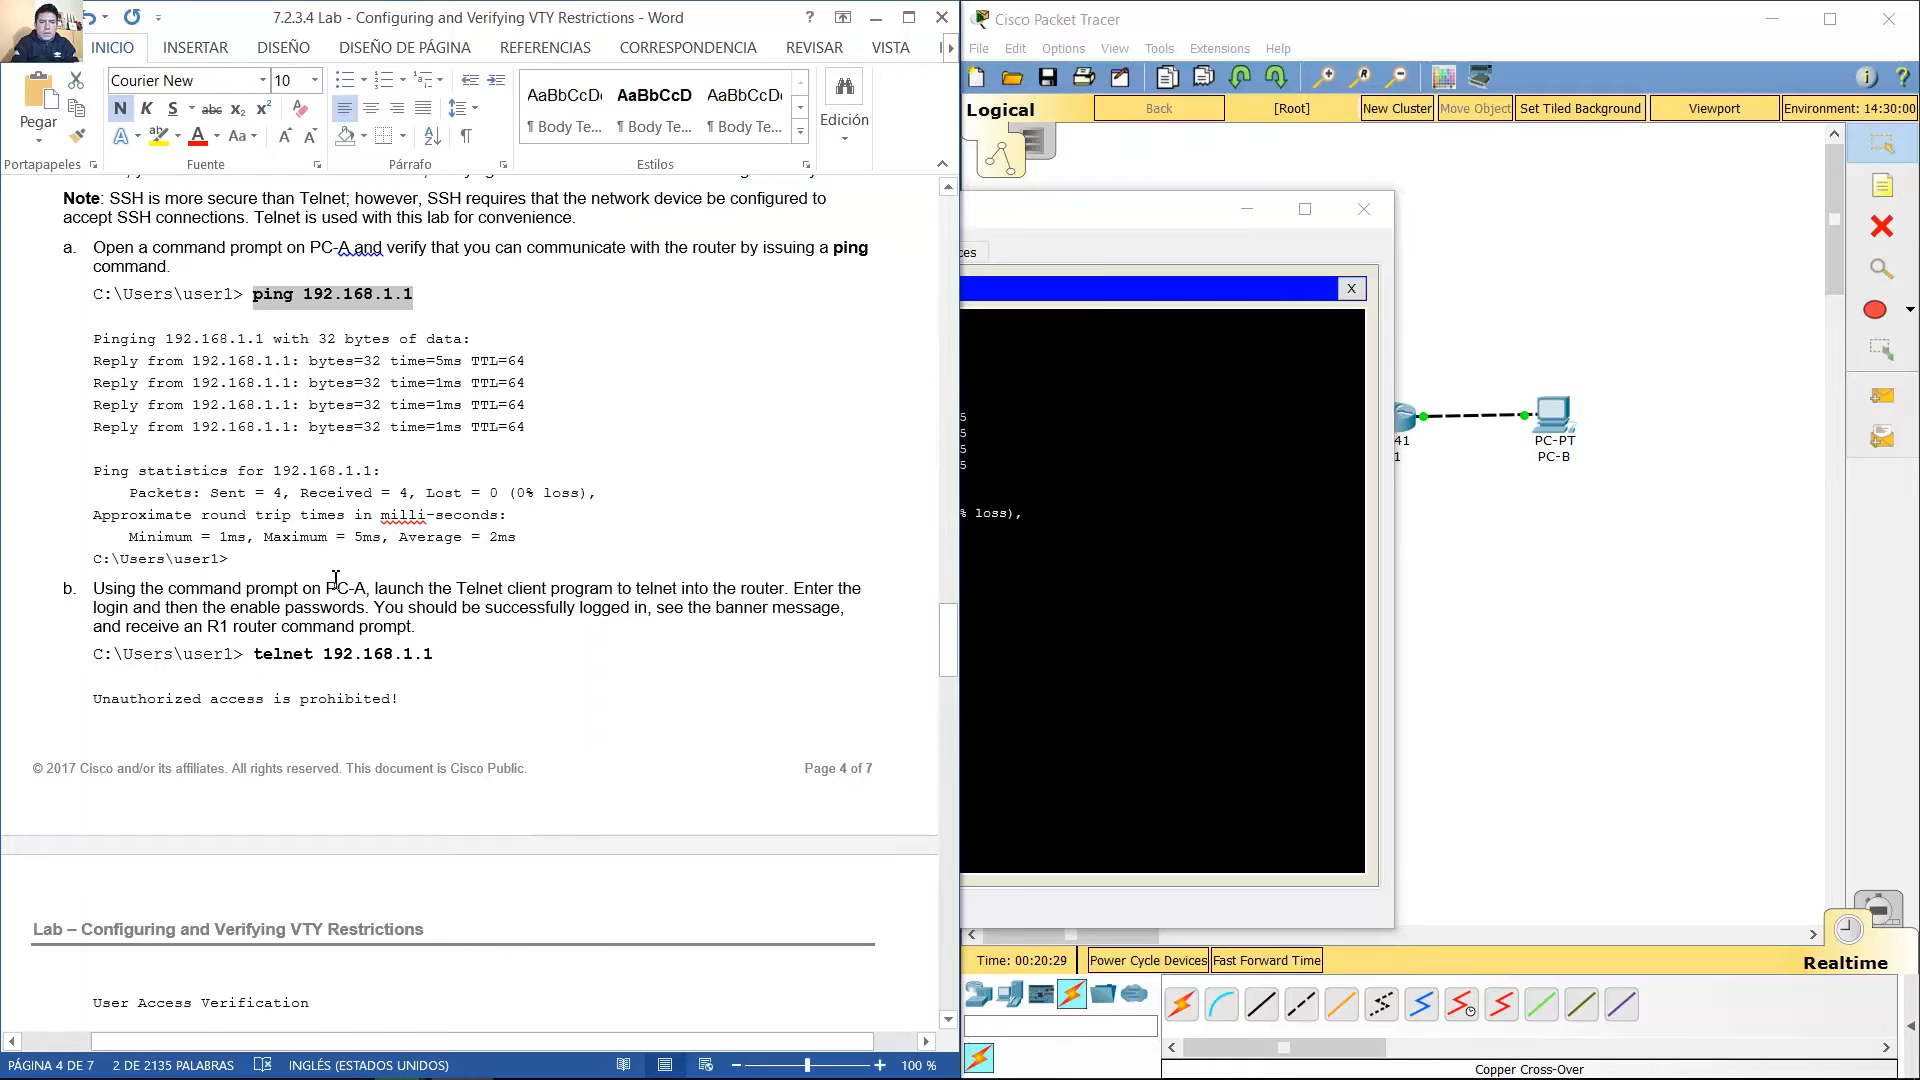 7.2.3.4 Lab - Configuring and Verifying VTY Restrictions - Word
INICIO INSERTAR DISEÑO DISEÑO DE PÁGINA REFERENCIAS CORRESPONDENCIA REVISAR VISTA
Pegar
Courier New 10
N K S abc x₂ x²
A aby A Aa A A
AaBbCcDc AaBbCcD AaBbCcDc
¶ Body Te... ¶ Body Te... ¶ Body Te...
Edición
Portapapeles Fuente Párrafo Estilos
Note: SSH is more secure than Telnet; however, SSH requires that the network device be configured to
accept SSH connections. Telnet is used with this lab for convenience.
a. Open a command prompt on PC-A and verify that you can communicate with the router by issuing a ping
command.
C:\Users\user1> ping 192.168.1.1
Pinging 192.168.1.1 with 32 bytes of data:
Reply from 192.168.1.1: bytes=32 time=5ms TTL=64
Reply from 192.168.1.1: bytes=32 time=1ms TTL=64
Reply from 192.168.1.1: bytes=32 time=1ms TTL=64
Reply from 192.168.1.1: bytes=32 time=1ms TTL=64
Ping statistics for 192.168.1.1:
Packets: Sent = 4, Received = 4, Lost = 0 (0% loss),
Approximate round trip times in milli-seconds:
Minimum = 1ms, Maximum = 5ms, Average = 2ms
C:\Users\user1>
b. Using the command prompt on PC-A, launch the Telnet client program to telnet into the router. Enter the
login and then the enable passwords. You should be successfully logged in, see the banner message,
and receive an R1 router command prompt.
C:\Users\user1> telnet 192.168.1.1
Unauthorized access is prohibited!
© 2017 Cisco and/or its affiliates. All rights reserved. This document is Cisco Public. Page 4 of 7
Lab – Configuring and Verifying VTY Restrictions
User Access Verification
PÁGINA 4 DE 7 2 DE 2135 PALABRAS INGLÉS (ESTADOS UNIDOS) 100 %
Cisco Packet Tracer
File Edit Options View Tools Extensions Help
Logical Back [Root] New Cluster Move Object Set Tiled Background Viewport Environment: 14:30:00
ces
X
5
5
5
5
% loss),
41
1
PC-PT
PC-B
Time: 00:20:29 Power Cycle Devices Fast Forward Time
Realtime
Copper Cross-Over